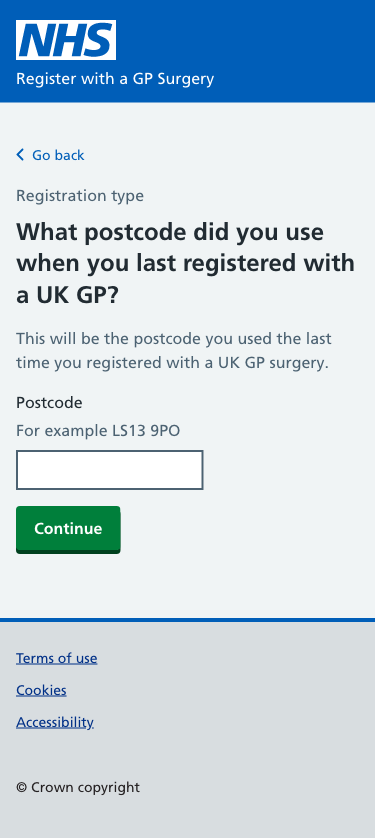 NHS
Register with a GP Surgery
Go back
Registration type
What postcode did you use
when you last registered with
a UK GP?
This will be the postcode you used the last
time you registered with a UK GP surgery.
Postcode
For example LS13 9PO
Continue
Terms of use
Cookies
Accessibility
© Crown copyright